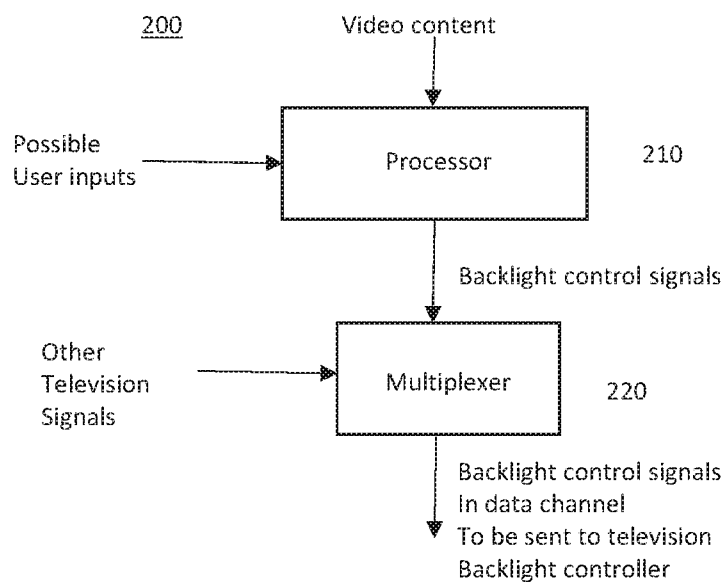 200
Video content
Possible
User inputs
Processor
210
Backlight control signals
Other
Television
Signals
Multiplexer
220
Backlight control signals
In data channel
To be sent to television
Backlight controller